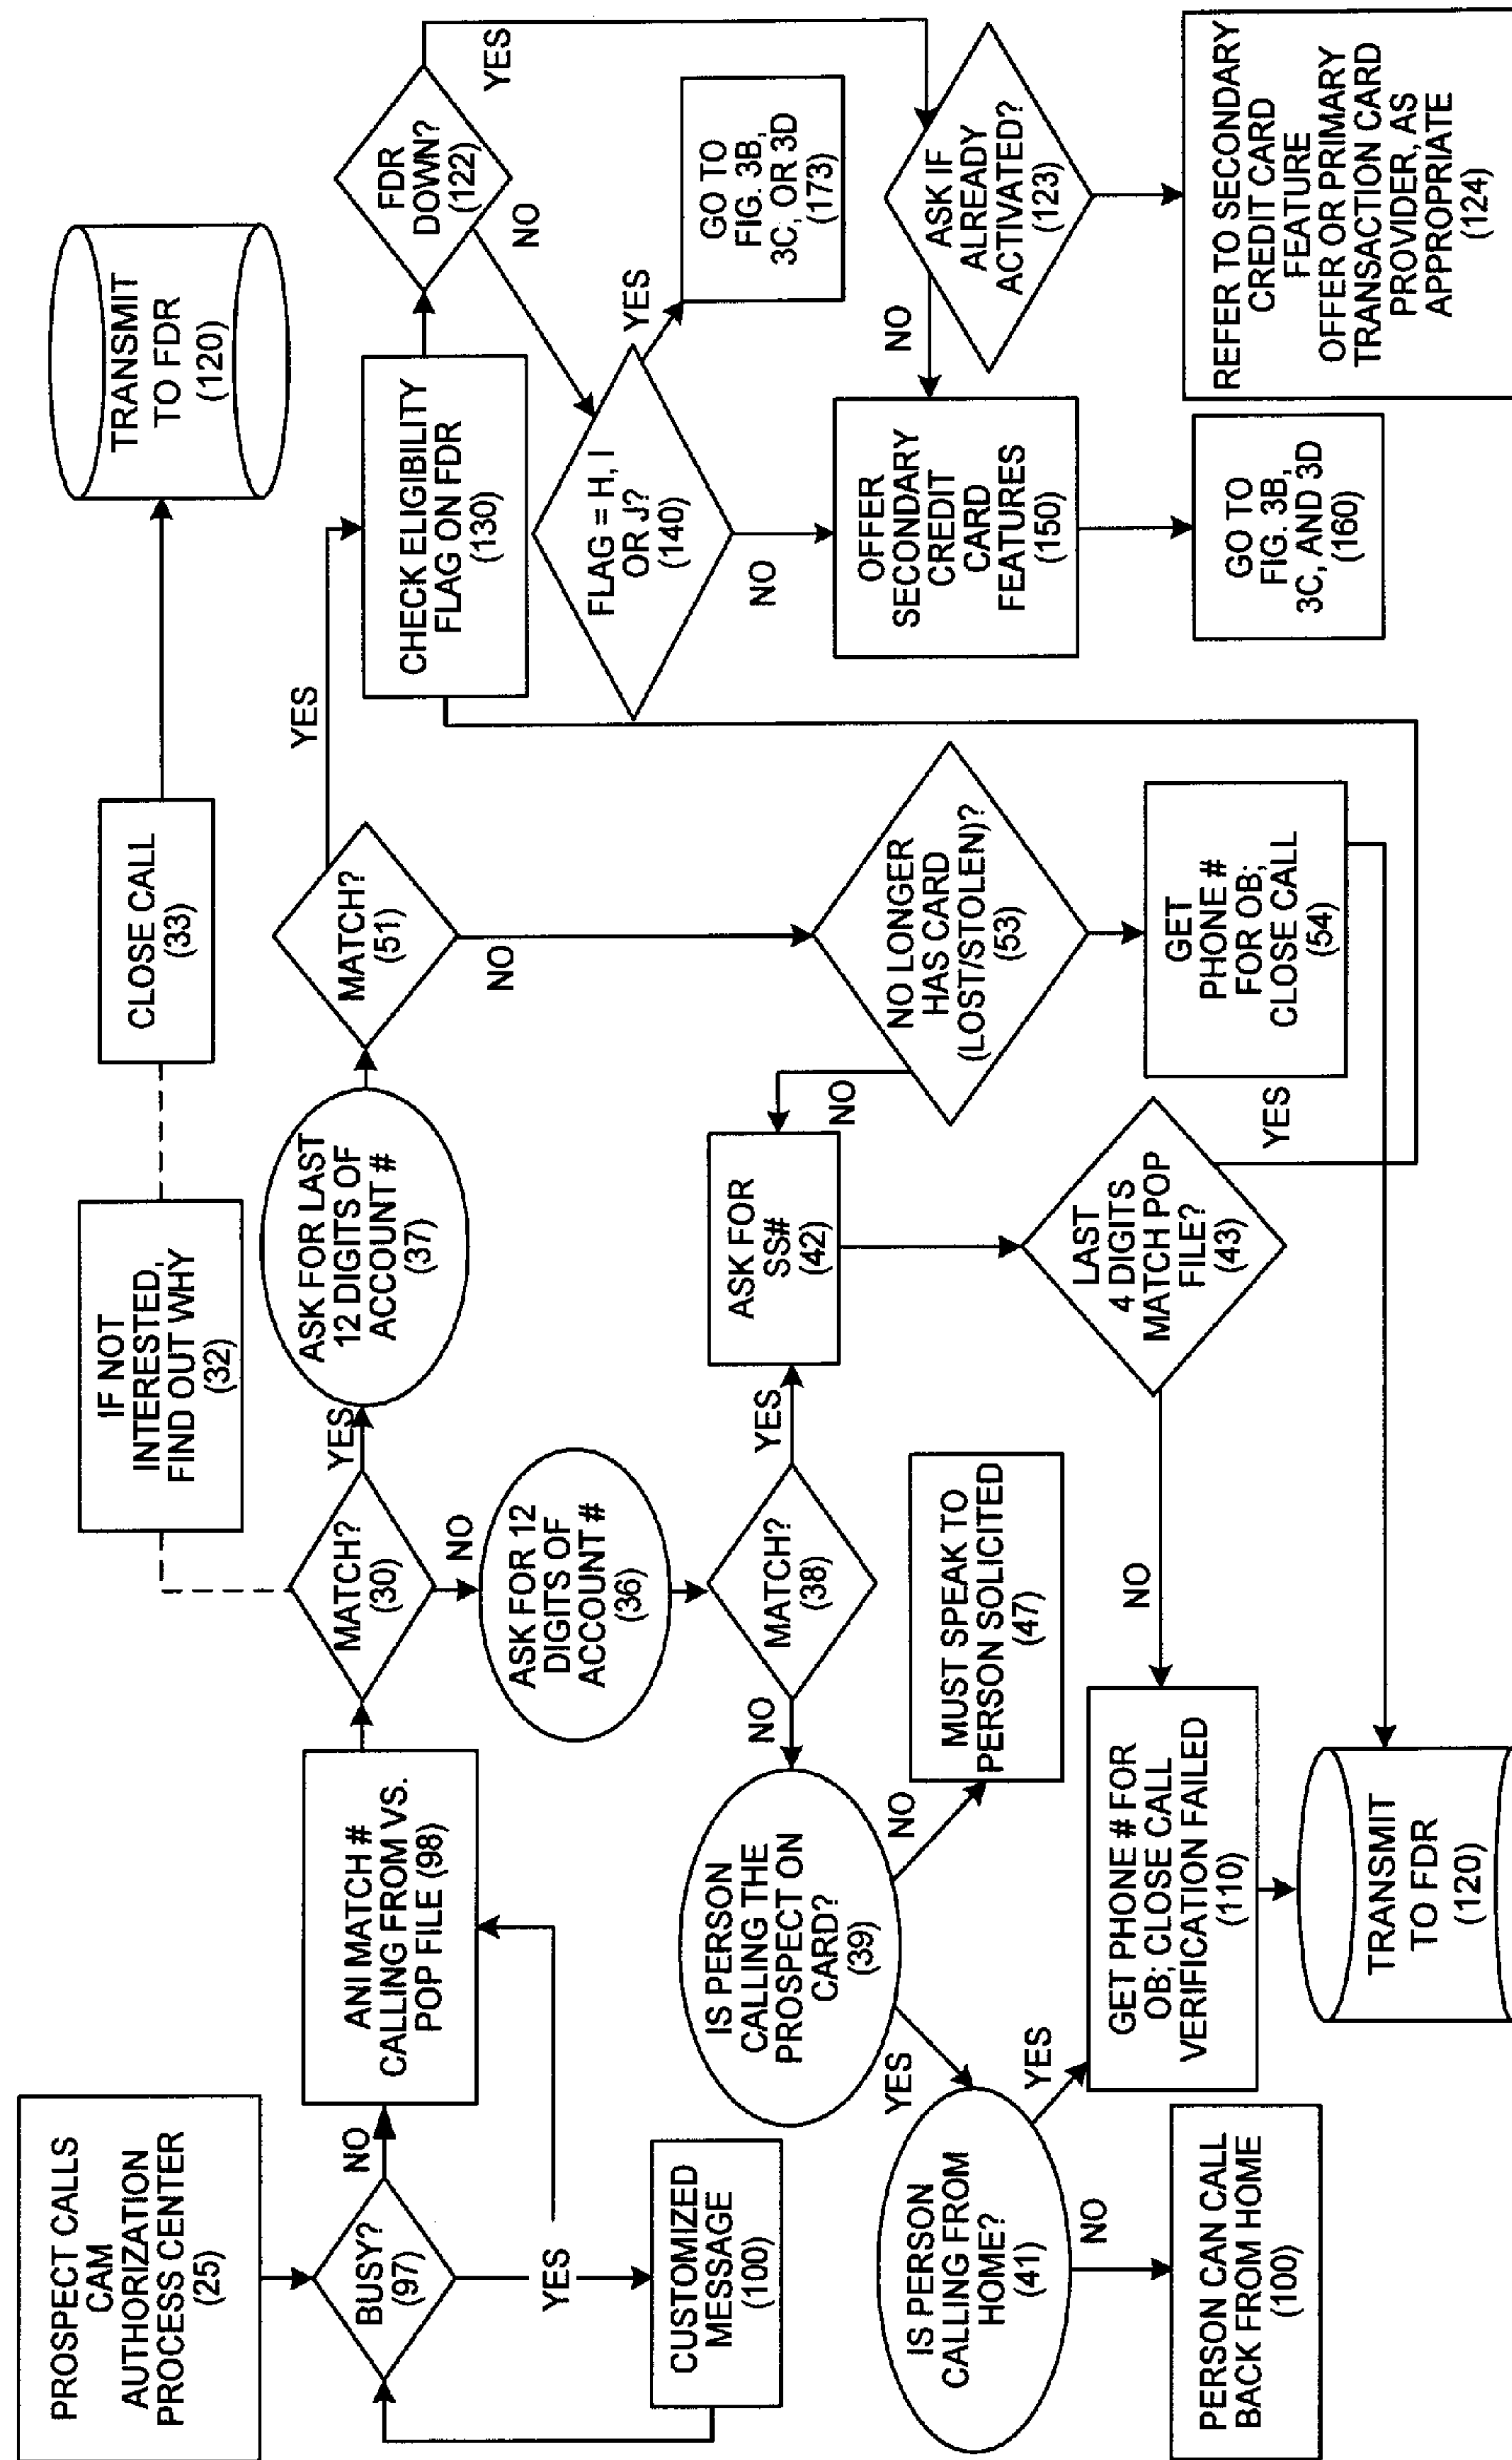 PROSPECT CALLS
CAM
AUTHORIZATION
PROCESS CENTER
(25)
BUSY?
(97)
NO
YES
CUSTOMIZED
MESSAGE
(100)
ANI MATCH #
CALLING FROM VS.
POP FILE (98)
MATCH?
(30)
YES
NO
IF NOT
INTERESTED,
FIND OUT WHY
(32)
CLOSE CALL
(33)
TRANSMIT
TO FDR
(120)
ASK FOR LAST
12 DIGITS OF
ACCOUNT #
(37)
MATCH?
(51)
YES
NO
ASK FOR 12
DIGITS OF
ACCOUNT #
(36)
MATCH?
(38)
YES
NO
ASK FOR
SS#
(42)
NO LONGER
HAS CARD
(LOST/STOLEN)?
(53)
NO
GET
PHONE #
FOR OB;
CLOSE CALL
(54)
LAST
4 DIGITS
MATCH POP
FILE?
(43)
YES
NO
IS PERSON
CALLING THE
PROSPECT ON
CARD?
(39)
NO
MUST SPEAK TO
PERSON SOLICITED
(47)
YES
IS PERSON
CALLING FROM
HOME?
(41)
YES
NO
PERSON CAN CALL
BACK FROM HOME
(100)
GET PHONE # FOR
OB; CLOSE CALL
VERIFICATION FAILED
(110)
TRANSMIT
TO FDR
(120)
CHECK ELIGIBILITY
FLAG ON FDR
(130)
FDR
DOWN?
(122)
YES
NO
FLAG = H, I
OR J?
(140)
YES
NO
GO TO
FIG. 3B,
3C, OR 3D
(173)
ASK IF
ALREADY
ACTIVATED?
(123)
NO
OFFER
SECONDARY
CREDIT
CARD
FEATURES
(150)
GO TO
FIG. 3B,
3C, AND 3D
(160)
REFER TO SECONDARY
CREDIT CARD
FEATURE
OFFER OR PRIMARY
TRANSACTION CARD
PROVIDER, AS
APPROPRIATE
(124)